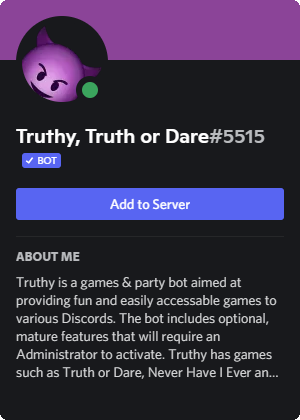 Truthy, Truth or Dare#5515
BOT
Add to Server
ABOUT ME
Truthy is a games & party bot aimed at
providing fun and easily accessable games to
various Discords. The bot includes optional,
mature features that will require an
Administrator to activate. Truthy has games
such as Truth or Dare, Never Have I Ever an...